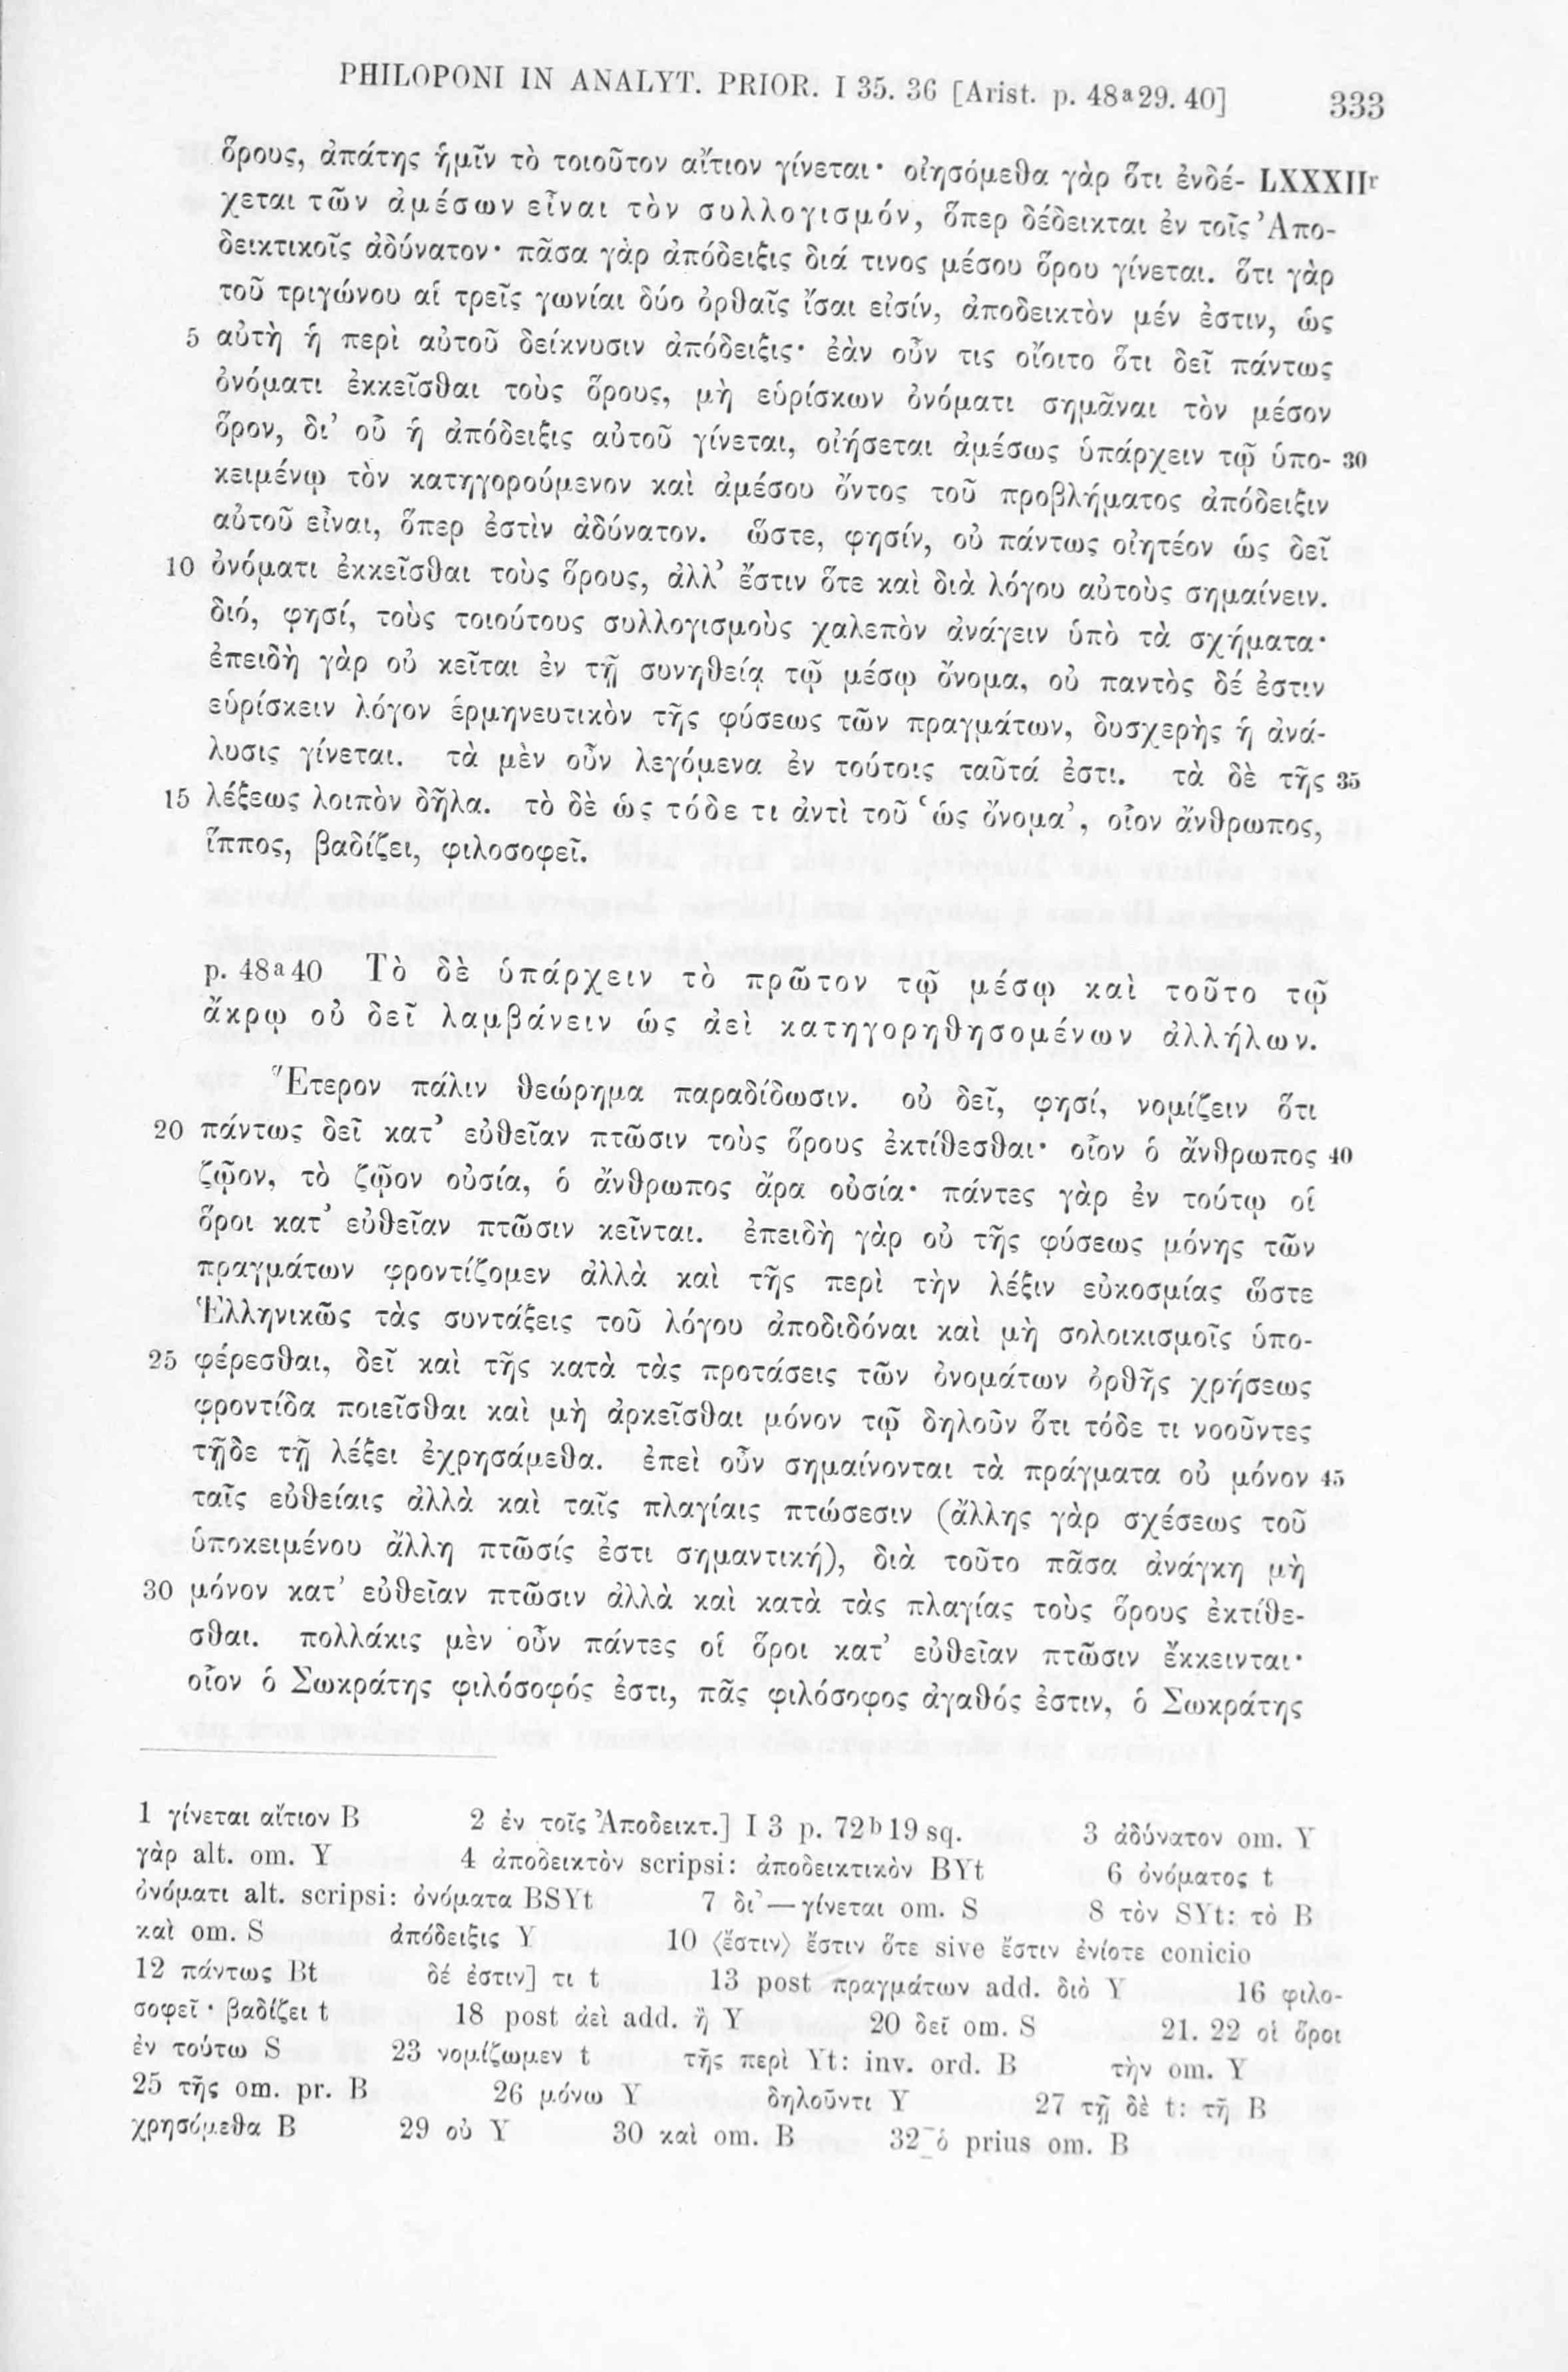 PHILOPONI IN ANALYT. PRIOR. I 35. 36 [Arist. p. 48ª29. 40] 333
ὅρους, ἀπάτης ἡμῖν τὸ τοιοῦτον αἴτιον γίνεται· οἰησόμεθα γὰρ ὅτι ἐνδέ- LXXXIIʳ
χεται τῶν ἀμέσων εἶναι τὸν συλλογισμόν, ὅπερ δέδεικται ἐν τοῖς Ἀπο-
δεικτικοῖς ἀδύνατον· πᾶσα γὰρ ἀπόδειξις διά τινος μέσου ὅρου γίνεται. ὅτι γὰρ
τοῦ τριγώνου αἱ τρεῖς γωνίαι δύο ὀρθαῖς ἴσαι εἰσίν, ἀποδεικτὸν μέν ἐστιν, ὡς
5 αὐτὴ ἡ περὶ αὐτοῦ δείκνυσιν ἀπόδειξις· ἐὰν οὖν τις οἴοιτο ὅτι δεῖ πάντως
ὀνόματι ἐκκεῖσθαι τοὺς ὅρους, μὴ εὑρίσκων ὀνόματι σημᾶναι τὸν μέσον
ὅρον, δι’ οὗ ἡ ἀπόδειξις αὐτοῦ γίνεται, οἰήσεται ἀμέσως ὑπάρχειν τῷ ὑπο- 30
κειμένῳ τὸν κατηγορούμενον καὶ ἀμέσου ὄντος τοῦ προβλήματος ἀπόδειξιν
αὐτοῦ εἶναι, ὅπερ ἐστὶν ἀδύνατον. ὥστε, φησίν, οὐ πάντως οἰητέον ὡς δεῖ
10 ὀνόματι ἐκκεῖσθαι τοὺς ὅρους, ἀλλ’ ἔστιν ὅτε καὶ διὰ λόγου αὐτοὺς σημαίνειν.
διό, φησί, τοὺς τοιούτους συλλογισμοὺς χαλεπὸν ἀνάγειν ὑπὸ τὰ σχήματα·
ἐπειδὴ γὰρ οὐ κεῖται ἐν τῇ συνηθείᾳ τῷ μέσῳ ὄνομα, οὐ παντὸς δέ ἐστιν
εὑρίσκειν λόγον ἑρμηνευτικὸν τῆς φύσεως τῶν πραγμάτων, δυσχερὴς ἡ ἀνά-
λυσις γίνεται. τὰ μὲν οὖν λεγόμενα ἐν τούτοις ταῦτά ἐστι. τὰ δὲ τῆς 35
15 λέξεως λοιπὸν δῆλα. τὸ δὲ ὡς τόδε τι ἀντὶ τοῦ ‘ὡς ὄνομα’, οἷον ἄνθρωπος,
ἵππος, βαδίζει, φιλοσοφεῖ.
p. 48ª40 Τὸ δὲ ὑπάρχειν τὸ πρῶτον τῷ μέσῳ καὶ τοῦτο τῷ
ἄκρῳ οὐ δεῖ λαμβάνειν ὡς ἀεὶ κατηγορηθησομένων ἀλλήλων.
Ἕτερον πάλιν θεώρημα παραδίδωσιν. οὐ δεῖ, φησί, νομίζειν ὅτι
20 πάντως δεῖ κατ’ εὐθεῖαν πτῶσιν τοὺς ὅρους ἐκτίθεσθαι· οἷον ὁ ἄνθρωπος 40
ζῷον, τὸ ζῷον οὐσία, ὁ ἄνθρωπος ἄρα οὐσία· πάντες γὰρ ἐν τούτῳ οἱ
ὅροι κατ’ εὐθεῖαν πτῶσιν κεῖνται. ἐπειδὴ γὰρ οὐ τῆς φύσεως μόνης τῶν
πραγμάτων φροντίζομεν ἀλλὰ καὶ τῆς περὶ τὴν λέξιν εὐκοσμίας ὥστε
Ἑλληνικῶς τὰς συντάξεις τοῦ λόγου ἀποδιδόναι καὶ μὴ σολοικισμοῖς ὑπο-
25 φέρεσθαι, δεῖ καὶ τῆς κατὰ τὰς προτάσεις τῶν ὀνομάτων ὀρθῆς χρήσεως
φροντίδα ποιεῖσθαι καὶ μὴ ἀρκεῖσθαι μόνον τῷ δηλοῦν ὅτι τόδε τι νοοῦντες
τῇδε τῇ λέξει ἐχρησάμεθα. ἐπεὶ οὖν σημαίνονται τὰ πράγματα οὐ μόνον 45
ταῖς εὐθείαις ἀλλὰ καὶ ταῖς πλαγίαις πτώσεσιν (ἄλλης γὰρ σχέσεως τοῦ
ὑποκειμένου ἄλλη πτῶσίς ἐστι σημαντική), διὰ τοῦτο πᾶσα ἀνάγκη μὴ
30 μόνον κατ’ εὐθεῖαν πτῶσιν ἀλλὰ καὶ κατὰ τὰς πλαγίας τοὺς ὅρους ἐκτίθε-
σθαι. πολλάκις μὲν οὖν πάντες οἱ ὅροι κατ’ εὐθεῖαν πτῶσιν ἔκκεινται·
οἷον ὁ Σωκράτης φιλόσοφός ἐστι, πᾶς φιλόσοφος ἀγαθός ἐστιν, ὁ Σωκράτης
1 γίνεται αἴτιον B 2 ἐν τοῖς Ἀποδεικτ.] I 3 p. 72ᵇ19 sq. 3 ἀδύνατον om. Y
γὰρ alt. om. Y 4 ἀποδεικτὸν scripsi: ἀποδεικτικὸν BYt 6 ὀνόματος t
ὀνόματι alt. scripsi: ὀνόματα BSYt 7 δι’ — γίνεται om. S 8 τὸν SYt: τὸ B
καὶ om. S ἀπόδειξις Y 10 ⟨ἔστιν⟩ ἔστιν ὅτε sive ἔστιν ἐνίοτε conicio
12 πάντως Bt δέ ἐστιν] τι t 13 post πραγμάτων add. διὸ Y 16 φιλο-
σοφεῖ· βαδίζει t 18 post ἀεὶ add. ἢ Y 20 δεῖ om. S 21. 22 οἱ ὅροι
ἐν τούτω S 23 νομίζωμεν t τῆς περὶ Yt: inv. ord. B τὴν om. Y
25 τῆς om. pr. B 26 μόνω Y δηλοῦντι Y 27 τῇ δὲ t: τῇ B
χρησόμεθα B 29 οὐ Y 30 καὶ om. B 32 ὁ prius om. B